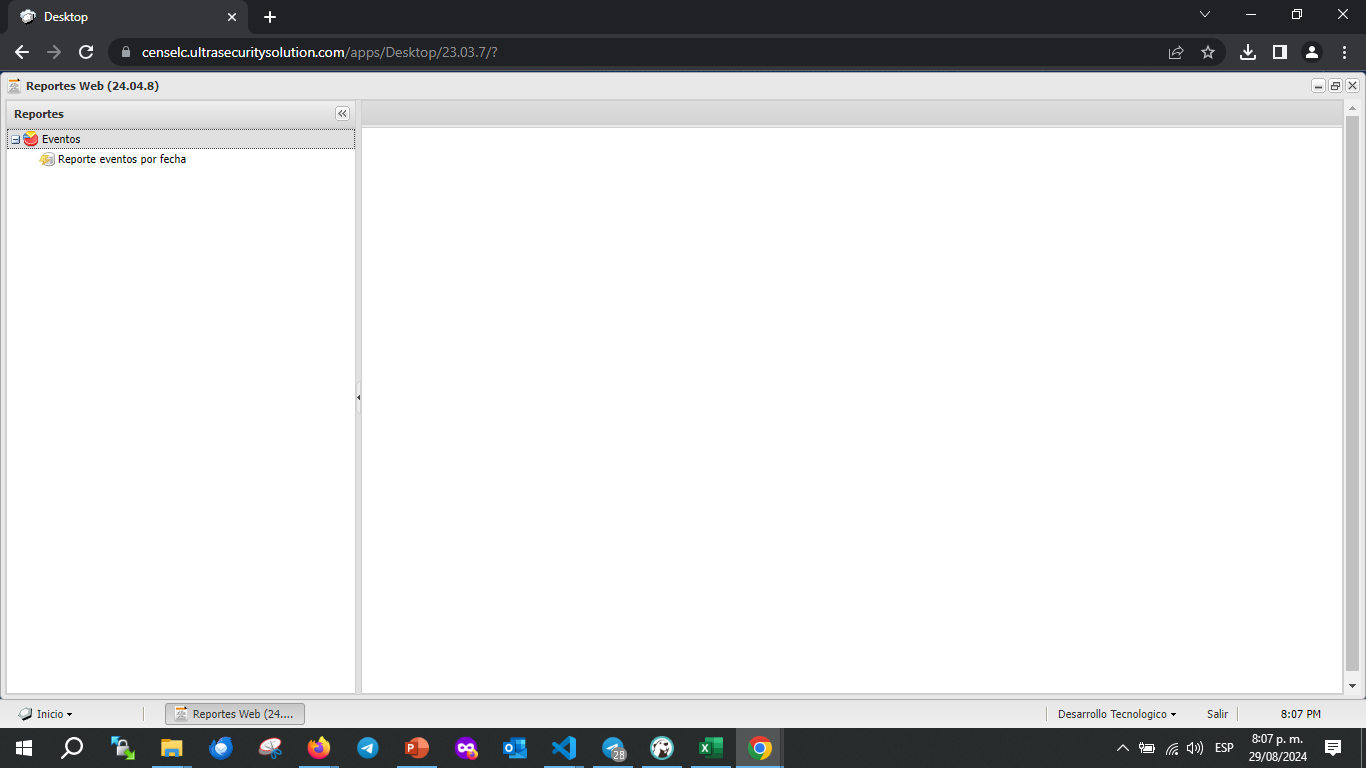 Desktop
censelc.ultrasecuritysolution.com/apps/Desktop/23.03.7/?
Reportes Web (24.04.8)
Reportes
Eventos
Reporte eventos por fecha
Inicio
Reportes Web (24....
Desarrollo Tecnologico
Salir
8:07 PM
28
ESP
8:07 p. m.
29/08/2024